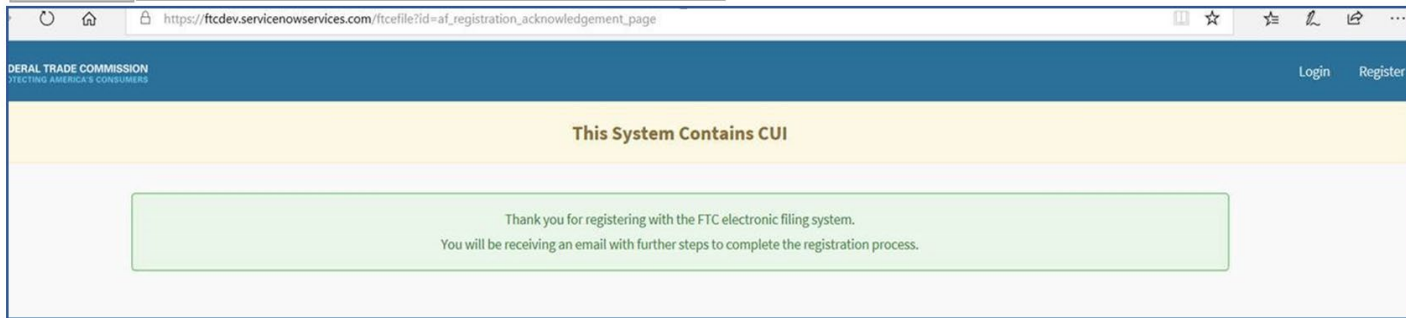 https://ftcdev.servicenowservices.com/ftcefile?id=af_registration_acknowledgement_page
DERAL TRADE COMMISSION
OTECTING AMERICA'S CONSUMERS
Login Register
This System Contains CUI
Thank you for registering with the FTC electronic filing system.
You will be receiving an email with further steps to complete the registration process.